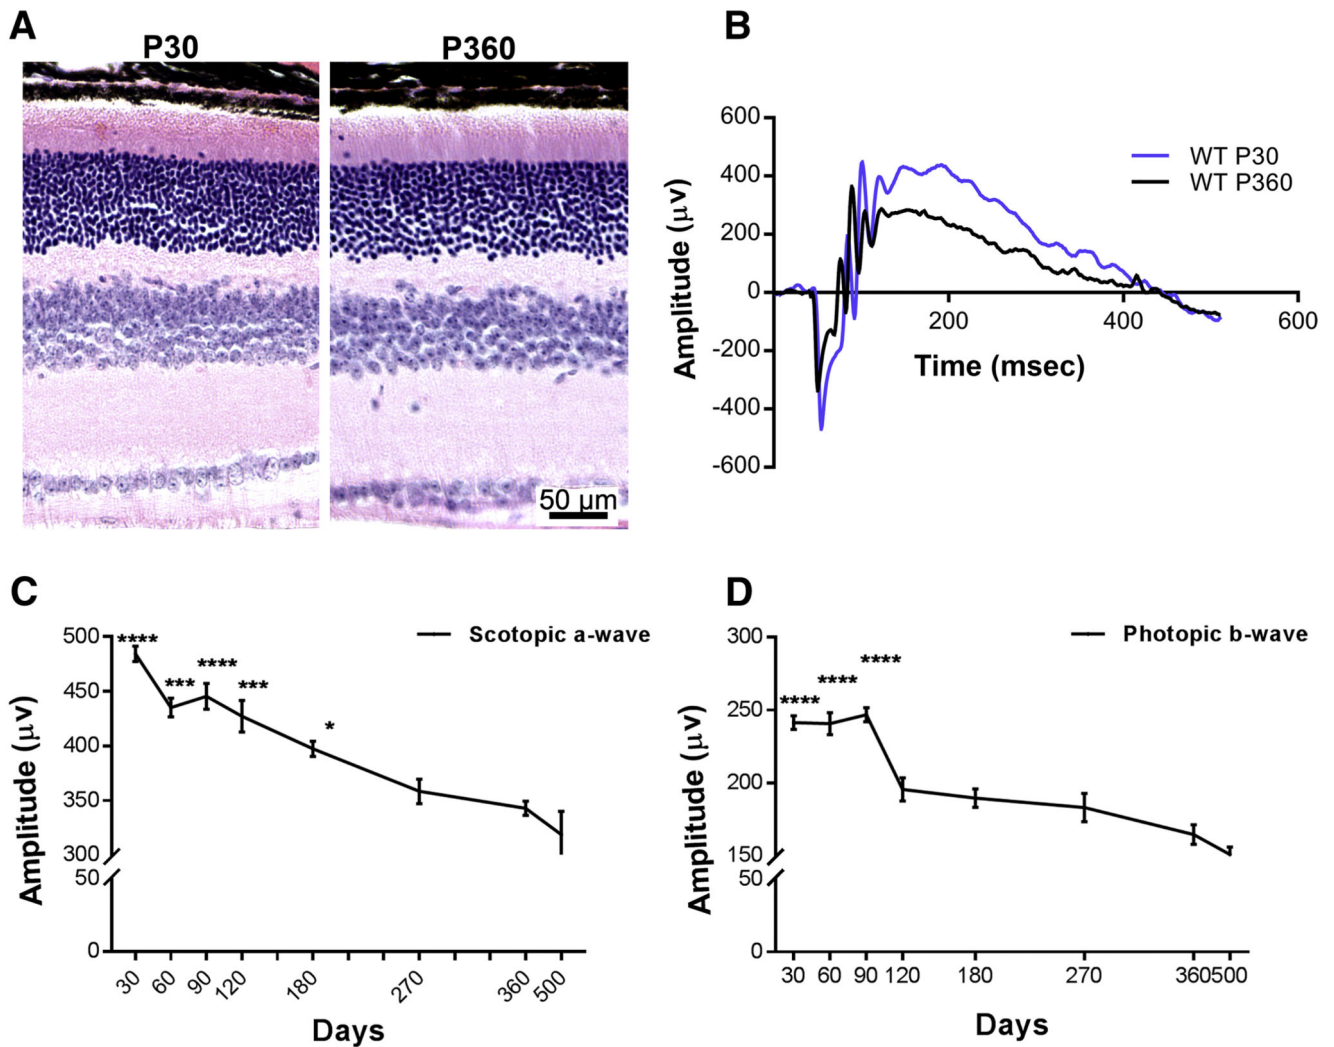 A
P30
P360
50 µm
B
600
400
200
0
-200
-400
-600
200
400
600
Amplitude (µv)
Time (msec)
WT P30
WT P360
C
500
450
400
350
300
50
0
Amplitude (µv)
****
***
****
***
*
Scotopic a-wave
30
60
90
120
180
270
360
500
Days
D
300
250
200
150
50
0
Amplitude (µv)
****
****
****
Photopic b-wave
30
60
90
120
180
270
360
500
Days